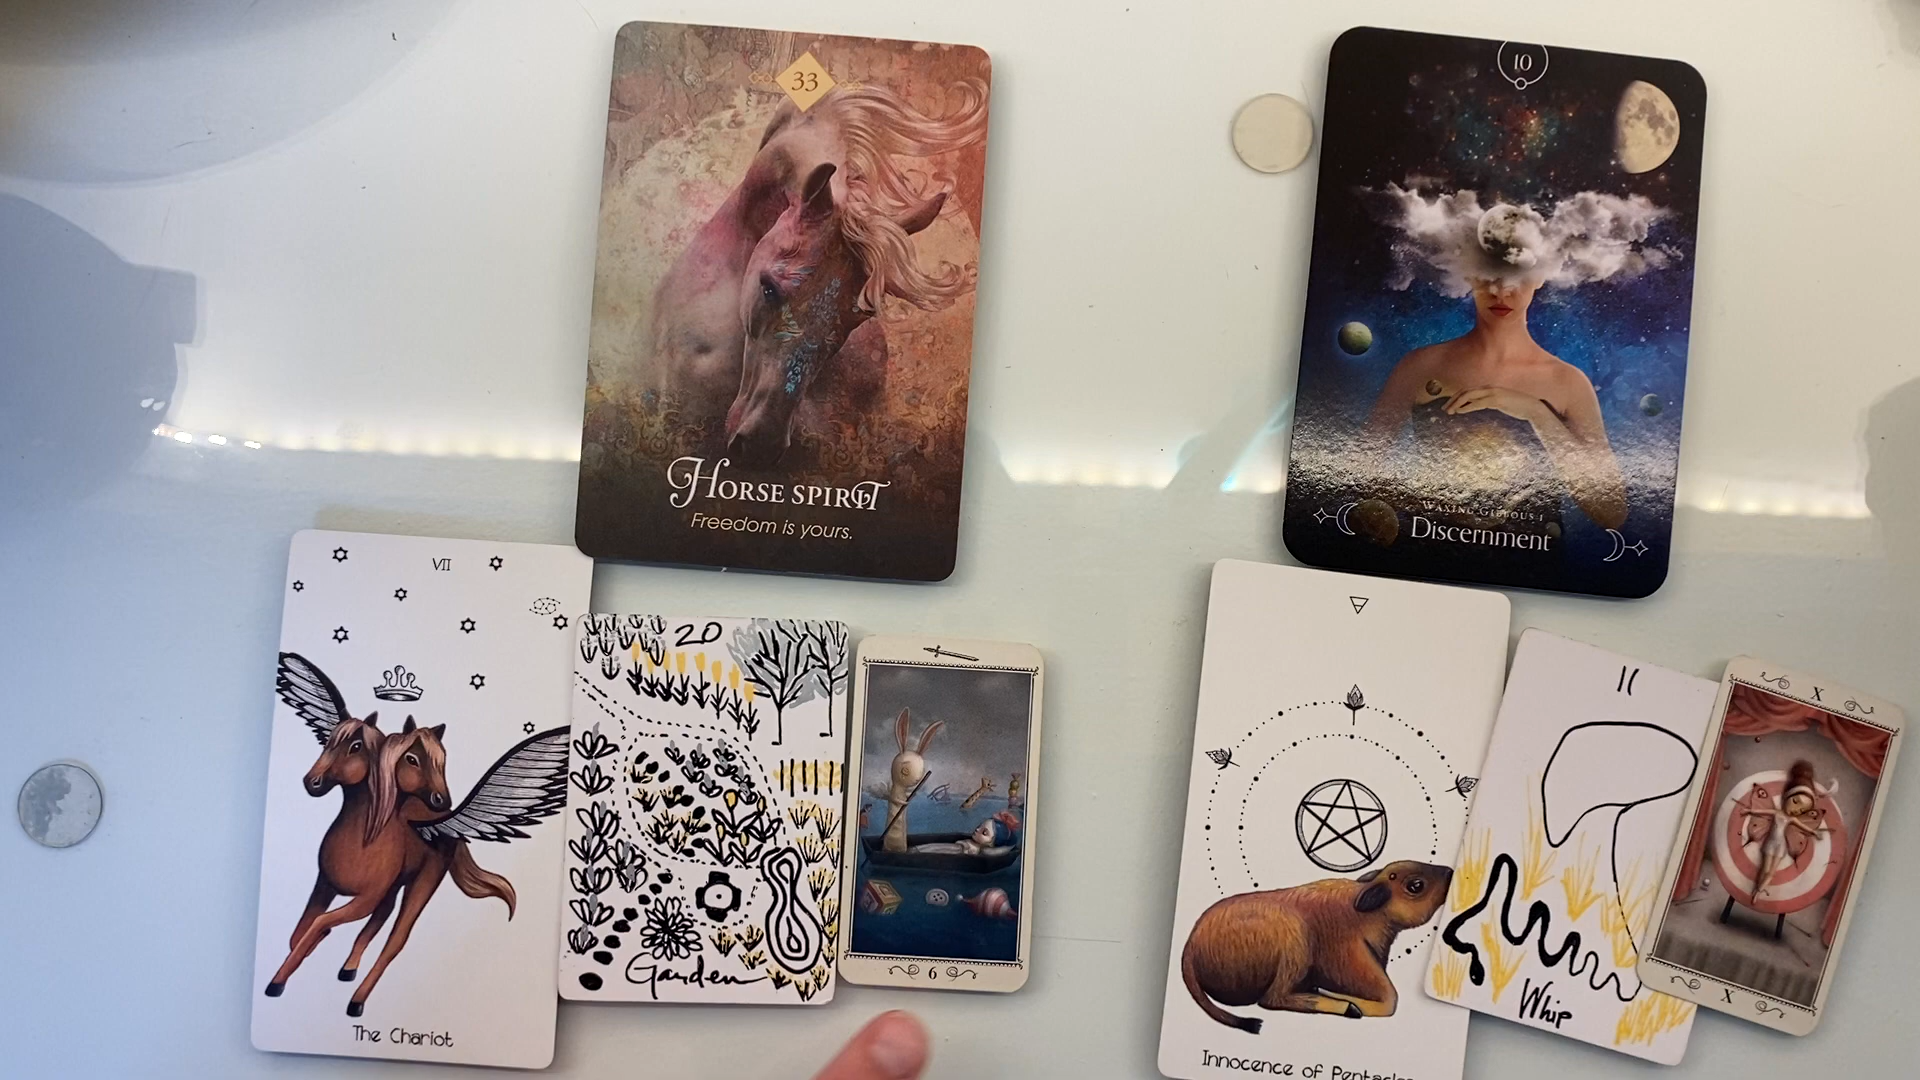 33
HORSE SPIRIT
Freedom is yours.
10
WAXING GIBBOUS I
Discernment
VII
The Chariot
20
Garden
6
Innocence of Pentacles
11
Whip
X
X